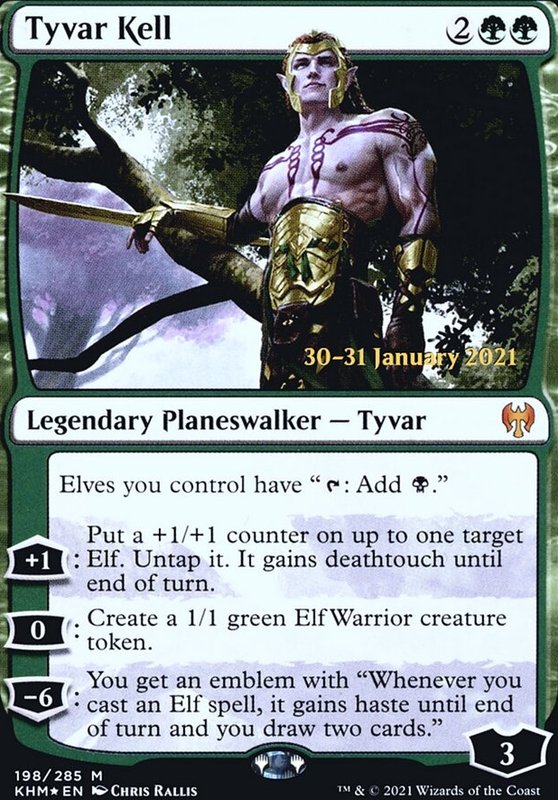 Tyvar Kell 2
30-31 January 2021
Legendary Planeswalker — Tyvar
Elves you control have “: Add .”
+1: Put a +1/+1 counter on up to one target
Elf. Untap it. It gains deathtouch until
end of turn.
0: Create a 1/1 green Elf Warrior creature
token.
-6: You get an emblem with “Whenever you
cast an Elf spell, it gains haste until end
of turn and you draw two cards.”
3
198/285 M
KHM★EN Chris Rallis
™ & © 2021 Wizards of the Coast